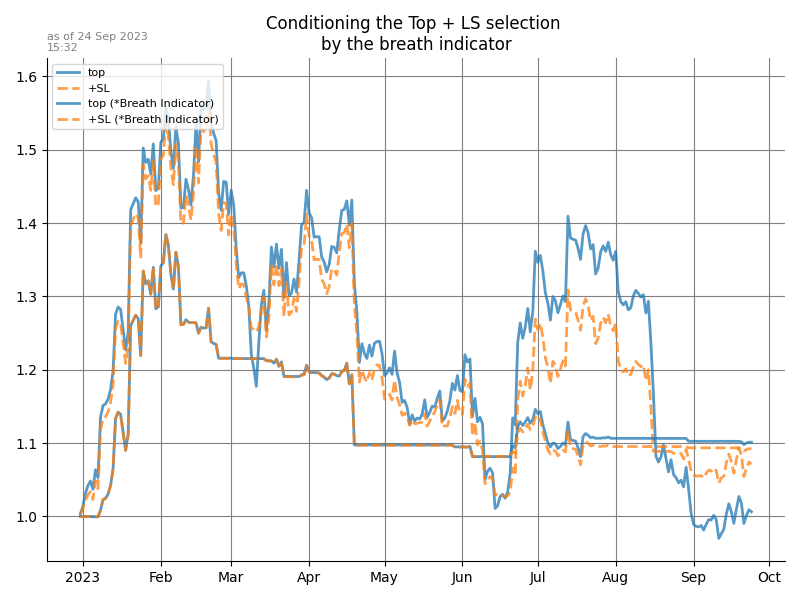 Conditioning the Top + LS selection
by the breath indicator
as of 24 Sep 2023
15:32
top
+SL
top (*Breath Indicator)
+SL (*Breath Indicator)
1.6
1.5
1.4
1.3
1.2
1.1
1.0
2023 Feb Mar Apr May Jun Jul Aug Sep Oct